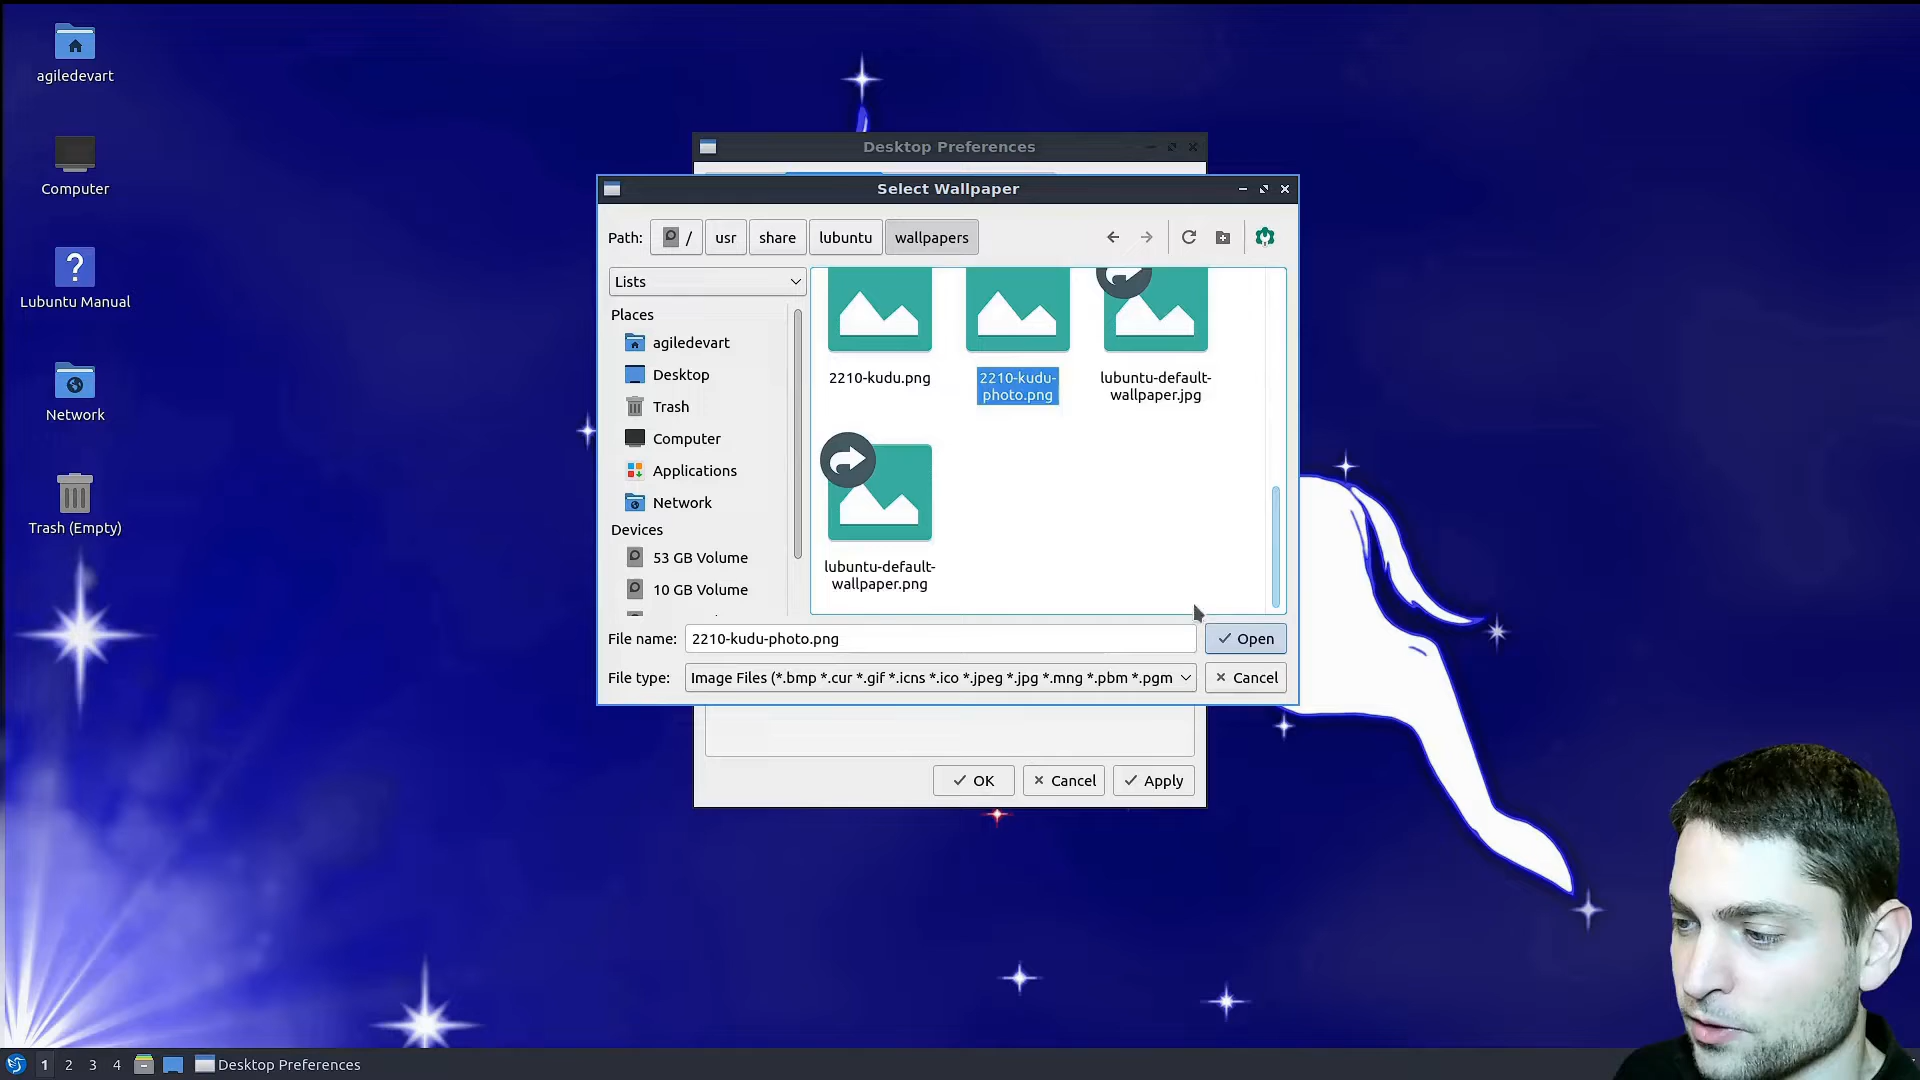 agiledevart
Computer
Lubuntu Manual
Network
Trash (Empty)
Desktop Preferences
Select Wallpaper
Path: / usr share lubuntu wallpapers
Lists
Places
agiledevart
Desktop
Trash
Computer
Applications
Network
Devices
53 GB Volume
10 GB Volume
2210-kudu.png
2210-kudu-
photo.png
lubuntu-default-
wallpaper.jpg
lubuntu-default-
wallpaper.png
File name: 2210-kudu-photo.png Open
File type: Image Files (*.bmp *.cur *.gif *.icns *.ico *.jpeg *.jpg *.mng *.pbm *.pgm Cancel
OK Cancel Apply
1 2 3 4 Desktop Preferences